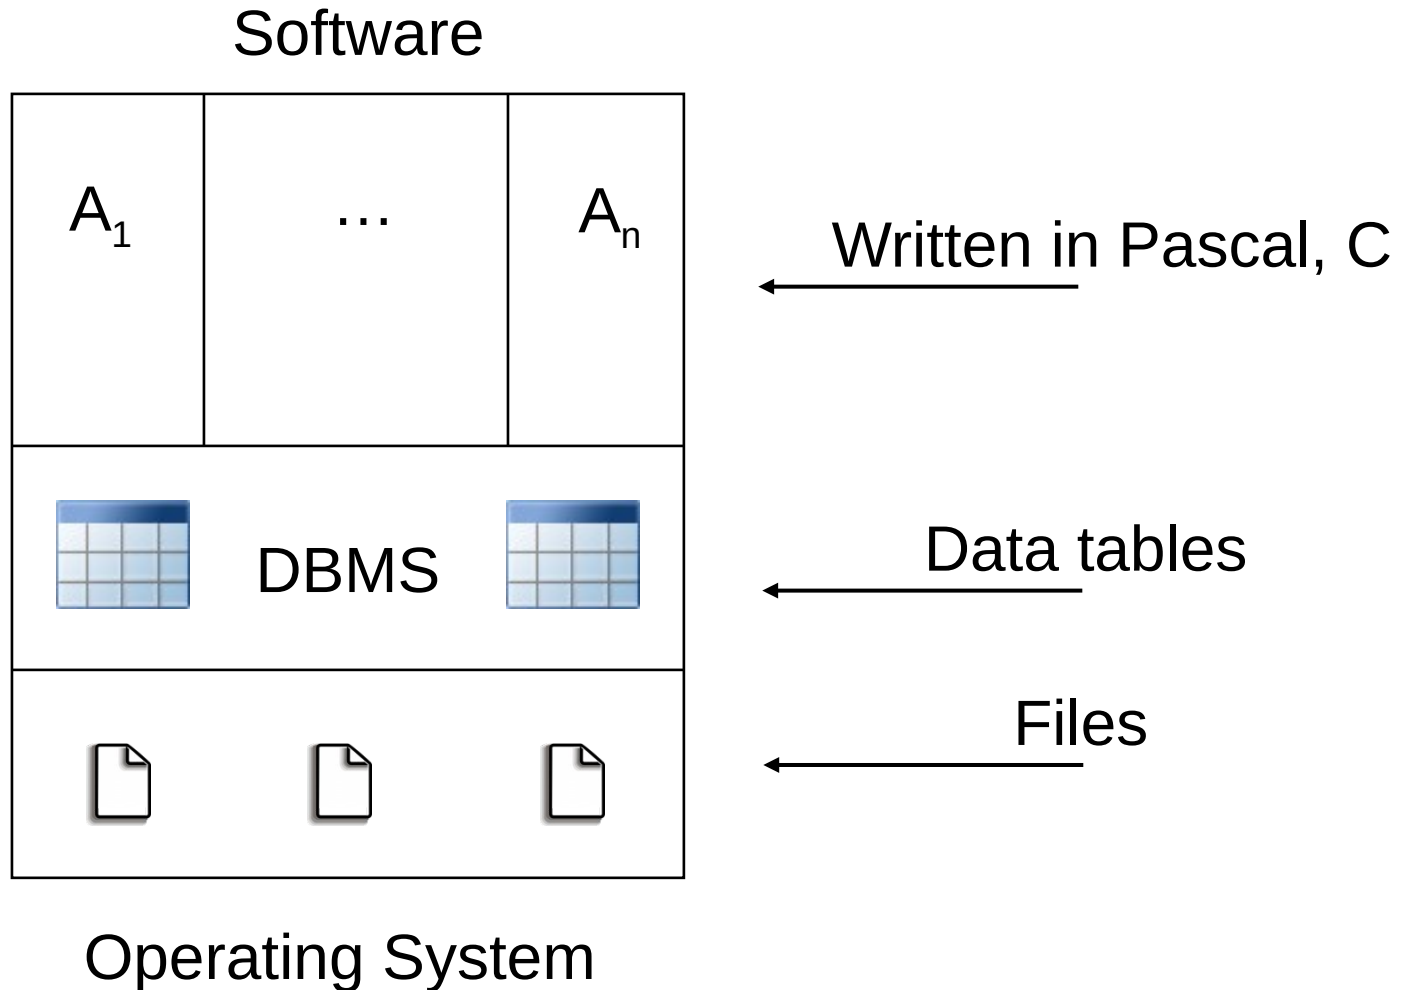 Software
A₁ … Aₙ
Written in Pascal, C
DBMS
Data tables
Files
Operating System